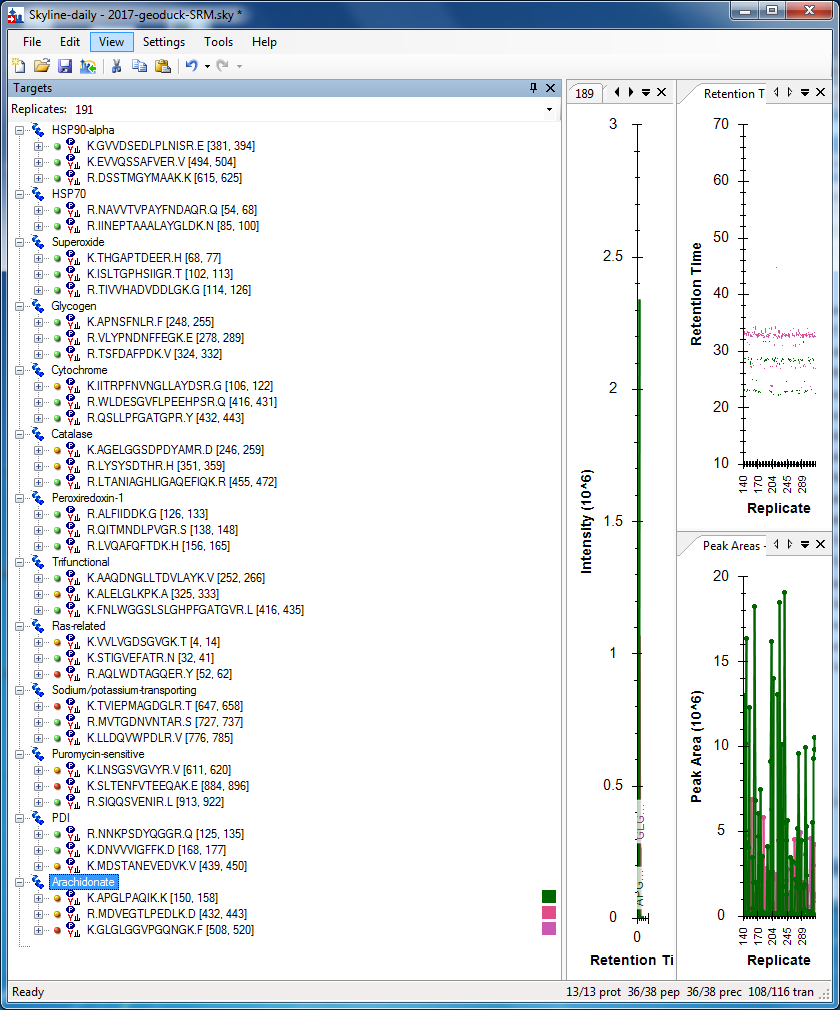 Skyline-daily - 2017-geoduck-SRM.sky *
File Edit View Settings Tools Help
Targets
Replicates: 191
HSP90-alpha
K.GVVDSEDLPLNISR.E [381, 394]
K.EVVQSSAFVER.V [494, 504]
R.DSSTMGYMAAK.K [615, 625]
HSP70
R.NAVVTVPAYFNDAQR.Q [54, 68]
R.IINEPTAAALAYGLDK.N [85, 100]
Superoxide
K.THGAPTDEER.H [68, 77]
K.ISLTGPHSIIGR.T [102, 113]
R.TIVVHADVDDLGK.G [114, 126]
Glycogen
K.APNSFNLR.F [248, 255]
R.VLYPNDNFFEGK.E [278, 289]
R.TSFDAFPDK.V [324, 332]
Cytochrome
K.IITRPFNVNGLLAYDSR.G [106, 122]
R.WLDESGVFLPEEHPSR.Q [416, 431]
R.QSLLPFGATGPR.Y [432, 443]
Catalase
K.AGELGGSDPDYAMR.D [246, 259]
R.LYSYSDTHR.H [351, 359]
R.LTANIAGHLIGAQEFIQK.R [455, 472]
Peroxiredoxin-1
R.ALFIIDDK.G [126, 133]
R.QITMNDLPVGR.S [138, 148]
R.LVQAFQFTDK.H [156, 165]
Trifunctional
K.AAQDNGLLTDVLAYK.V [252, 266]
K.ALELGLKPK.A [325, 333]
K.FNLWGGSLSLGHPFGATGVR.L [416, 435]
Ras-related
K.VVLVGDSGVGK.T [4, 14]
K.STIGVEFATR.N [32, 41]
R.AQLWDTAGQER.Y [52, 62]
Sodium/potassium-transporting
K.TVIEPMAGDGLR.T [647, 658]
R.MVTGDNVNTAR.S [727, 737]
K.LLDQVWPDLR.V [776, 785]
Puromycin-sensitive
K.LNSGSVGVYR.V [611, 620]
K.SLTENFVTEEQAK.E [884, 896]
R.SIQQSVENIR.L [913, 922]
PDI
R.NNKPSDYQGGR.Q [125, 135]
K.DNVVVIGFFK.D [168, 177]
K.MDSTANEVEDVK.V [439, 450]
Arachidonate
K.APGLPAQIK.K [150, 158]
R.MDVEGTLPEDLK.D [432, 443]
K.GLGLGGVPGQNGK.F [508, 520]
189
3
2.5
2
1.5
1
0.5
0
Intensity (10^6)
GLG...
APG...
0
Retention Ti
Retention T
70
60
50
40
30
20
10
Retention Time
140 170 204 245 289
Replicate
Peak Areas -
20
15
10
5
0
Peak Area (10^6)
140 170 204 245 289
Replicate
Ready
13/13 prot 36/38 pep 36/38 prec 108/116 tran